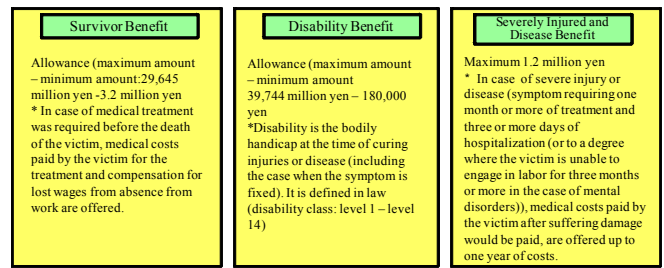 Survivor Benefit
Allowance (maximum amount
– minimum amount:29,645
million yen -3.2 million yen
* In case of medical treatment
was required before the death
of the victim, medical costs
paid by the victim for the
treatment and compensation for
lost wages from absence from
work are offered.
Disability Benefit
Allowance (maximum amount
– minimum amount
39,744 million yen – 180,000
yen
*Disability is the bodily
handicap at the time of curing
injuries or disease (including
the case when the symptom is
fixed). It is defined in law
(disability class: level 1 – level
14)
Severely Injured and
Disease Benefit
Maximum 1.2 million yen
* In case of severe injury or
disease (symptom requiring one
month or more of treatment and
three or more days of
hospitalization (or to a degree
where the victim is unable to
engage in labor for three months
or more in the case of mental
disorders)), medical costs paid by
the victim after suffering damage
would be paid, are offered up to
one year of costs.